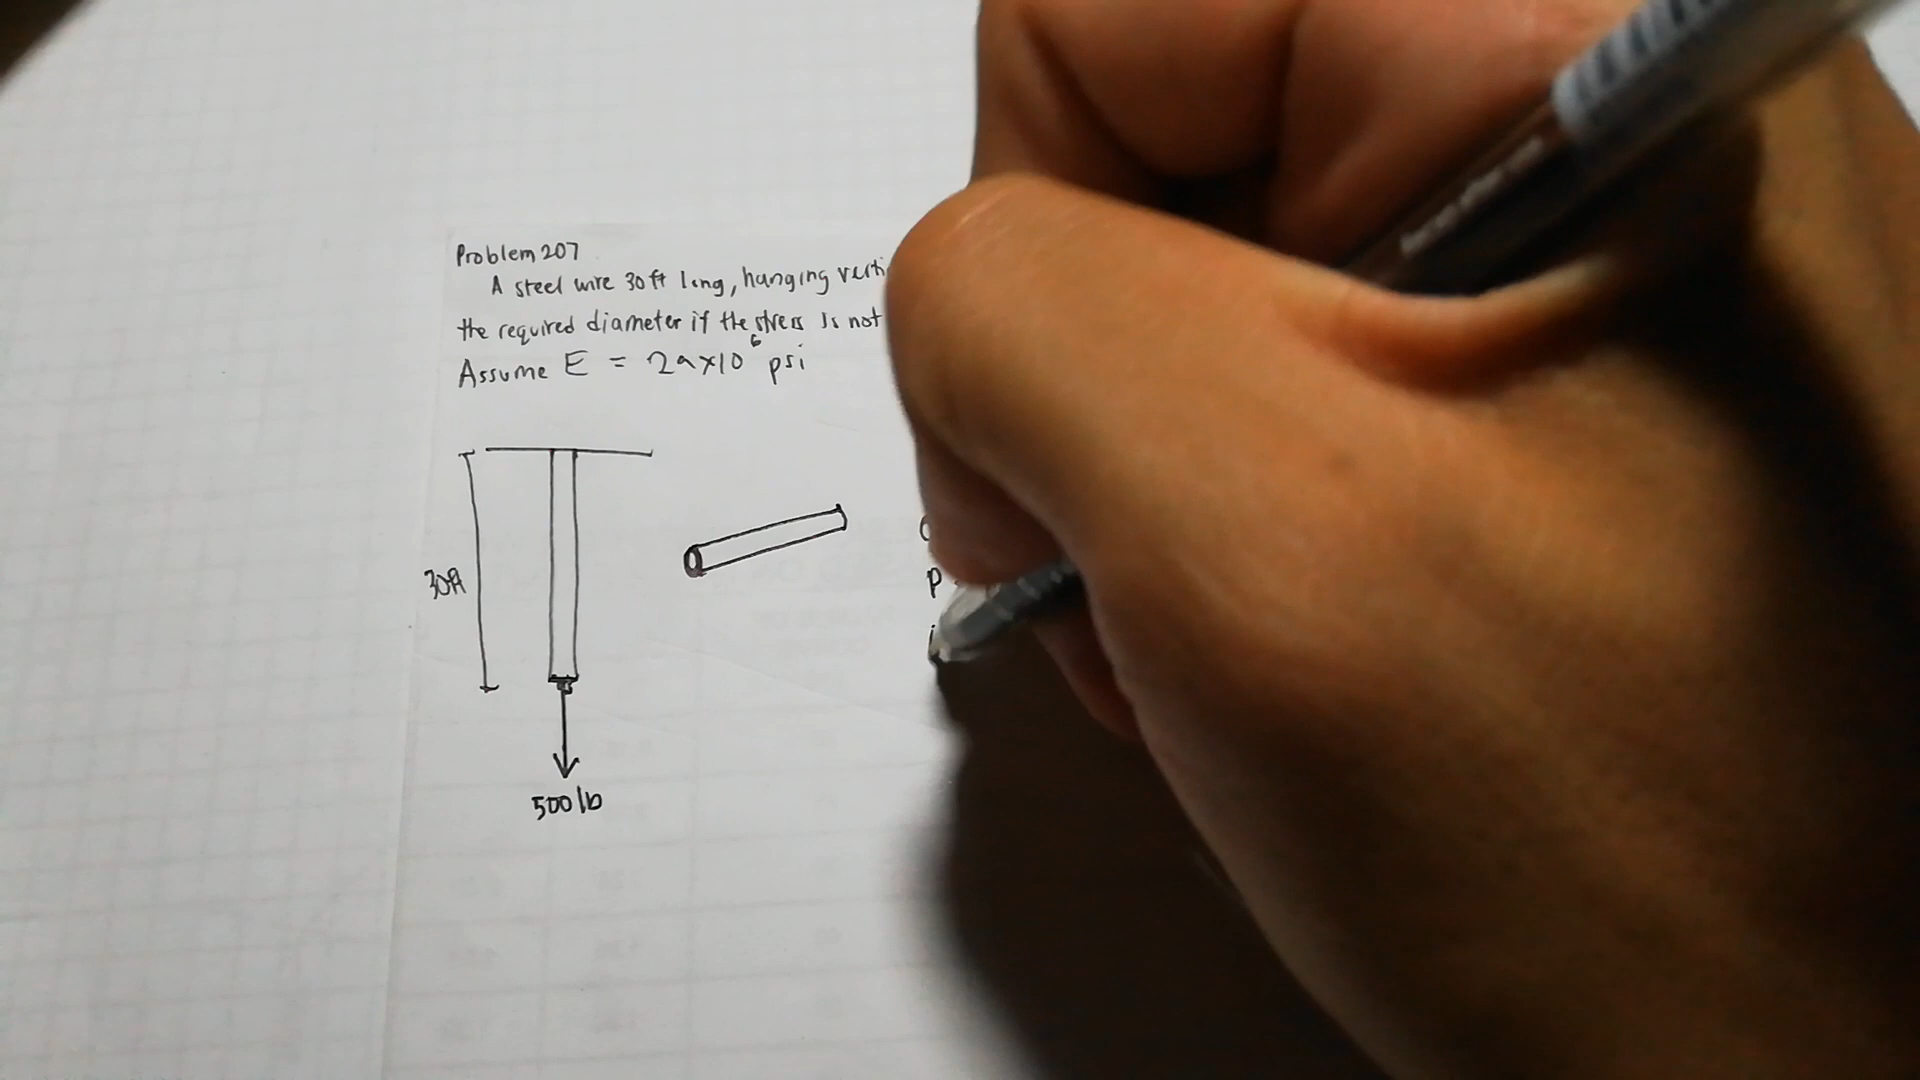 Problem 207
A steel wire 30 ft long, hanging verti
the required diameter if the stress is not
Assume E = 29x10⁶ psi
30ft
P
500 lb